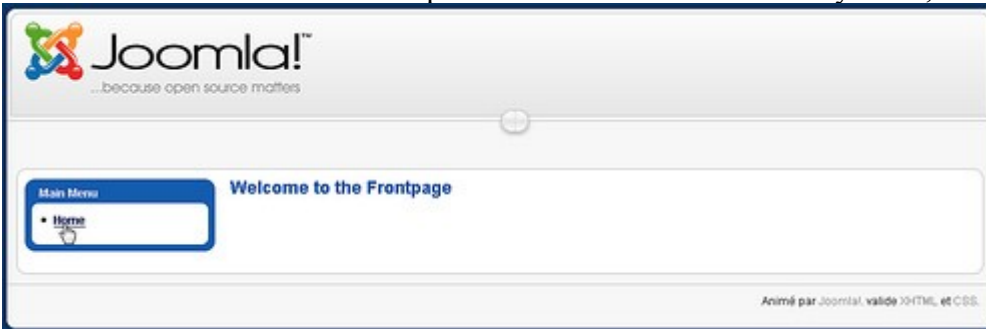 Joomla!™
...because open source matters
Main Menu
Welcome to the Frontpage
• Home
Animé par Joomla!. valide XHTML et CSS.